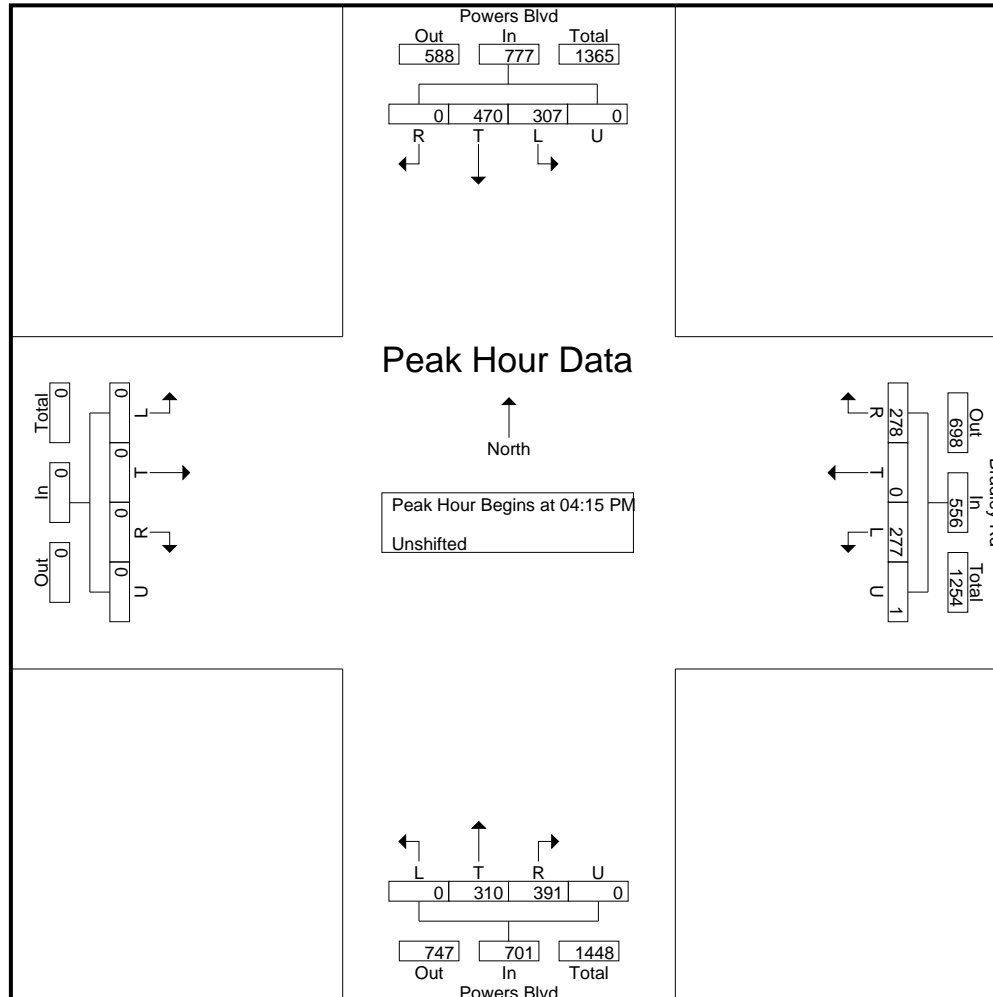 Powers Blvd
Out In Total
588 777 1365
0 470 307 0
R T L U
Peak Hour Data
North
Peak Hour Begins at 04:15 PM
Unshifted
Total In Out
0 0 0
0 0 0 0
L T R U
R T L U
278 0 277 1
Out In Total
698 556 1254
L T R U
0 310 391 0
747 701 1448
Out In Total
Powers Blvd